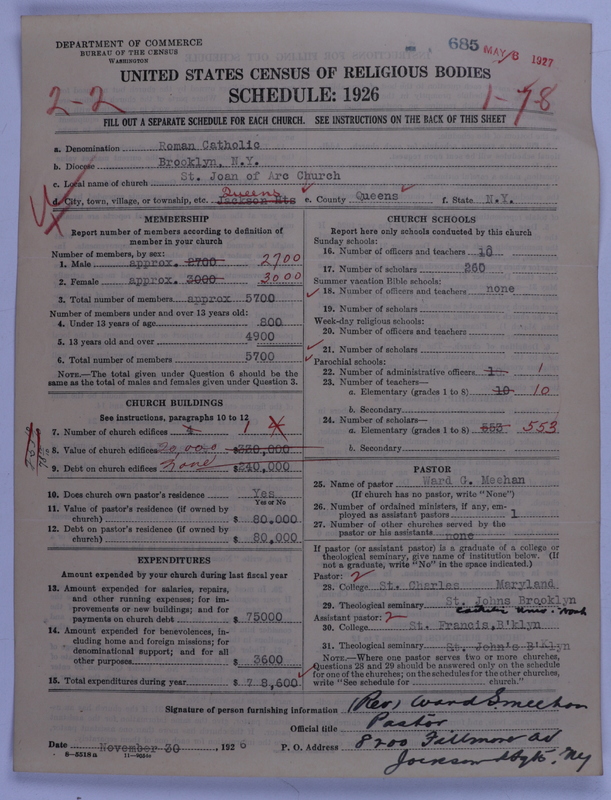 DEPARTMENT OF COMMERCE
BUREAU OF THE CENSUS
WASHINGTON
685 MAY 8 1927
UNITED STATES CENSUS OF RELIGIOUS BODIES
SCHEDULE: 1926
2-2
1-78
FILL OUT A SEPARATE SCHEDULE FOR EACH CHURCH. SEE INSTRUCTIONS ON THE BACK OF THIS SHEET
a. Denomination Roman Catholic
b. Diocese Brooklyn, N.Y.
c. Local name of church St. Joan of Arc Church
d. City, town, village, or township, etc. Jackson Hts Queens e. County Queens f. State N.Y.
MEMBERSHIP
Report number of members according to definition of
member in your church
Number of members, by sex:
1. Male approx. 2700 2700
2. Female approx. 3000 3000
3. Total number of members approx 5700
Number of members under and over 13 years old:
4. Under 13 years of age 800
5. 13 years old and over 4900
6. Total number of members 5700
NOTE.—The total given under Question 6 should be the
same as the total of males and females given under Question 3.
CHURCH BUILDINGS
See instructions, paragraphs 10 to 12
7. Number of church edifices 1 1
8. Value of church edifices
9. Debt on church edifices none $240,000
10. Does church own pastor's residence Yes
Yes or No
11. Value of pastor's residence (if owned by
church) $ 80,000
12. Debt on pastor's residence (if owned by
church) $ 80,000
EXPENDITURES
Amount expended by your church during last fiscal year
13. Amount expended for salaries, repairs,
and other running expenses; for im-
provements or new buildings; and for
payments on church debt $ 75000
14. Amount expended for benevolences, in-
cluding home and foreign missions; for
denominational support; and for all
other purposes $ 3600
15. Total expenditures during year $ 78,600
CHURCH SCHOOLS
Report here only schools conducted by this church
Sunday schools:
16. Number of officers and teachers
17. Number of scholars 260
Summer vacation Bible schools:
18. Number of officers and teachers none
19. Number of scholars
Week-day religious schools:
20. Number of officers and teachers
21. Number of scholars
Parochial schools:
22. Number of administrative officers 1 1
23. Number of teachers—
a. Elementary (grades 1 to 8) 10 10
b. Secondary
24. Number of scholars—
a. Elementary (grades 1 to 8) 553 553
b. Secondary
PASTOR
25. Name of pastor Ward G. Meehan
(If church has no pastor, write "None")
26. Number of ordained ministers, if any, em-
ployed as assistant pastors 1
27. Number of other churches served by the
pastor or his assistants none
If pastor (or assistant pastor) is a graduate of a college or
theological seminary, give name of institution below. (If
not a graduate, write "No" in the space indicated.)
Pastor: 2
28. College St. Charles Maryland
29. Theological seminary St. Johns Brooklyn
Catholic Univ. Wash
Assistant pastor: 2
30. College St. Francis, B'klyn
31. Theological seminary St. John's B'Klyn
NOTE.—Where one pastor serves two or more churches,
Questions 28 and 29 should be answered only on the schedule
for one of the churches; on the schedules for the other churches,
write "See schedule for church."
Signature of person furnishing information (Rev) Ward G Meehan
Official title Pastor
Date November 30, 1926 P. O. Address 8200 Fillmore Av
Jackson Hgts. Ny
8-5518a